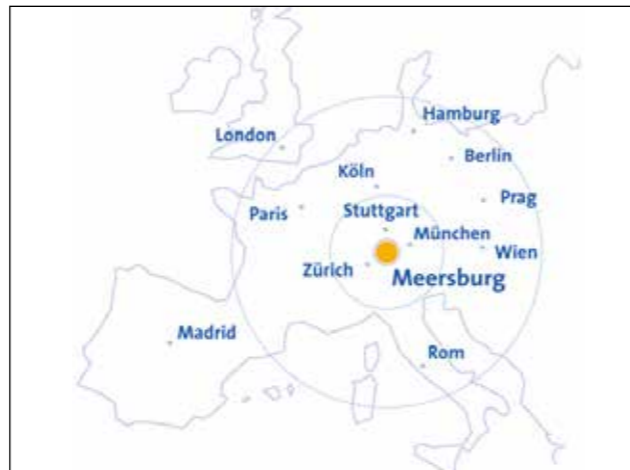 Hamburg
London
Berlin
Köln
Prag
Paris
Stuttgart
München
Wien
Zürich
Meersburg
Madrid
Rom